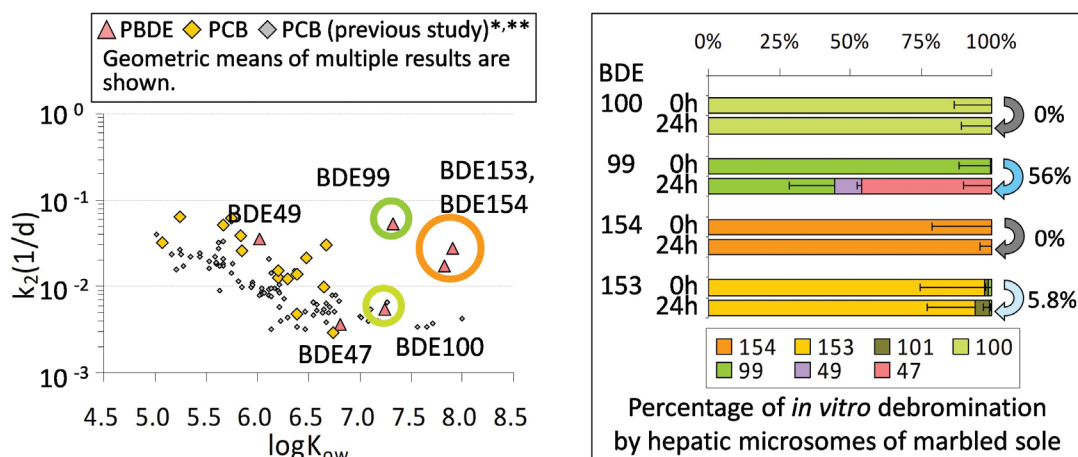 PBDE PCB PCB (previous study)*,**
Geometric means of multiple results are
shown.
10⁰
10⁻¹
10⁻²
10⁻³
k₂(1/d)
BDE49
BDE99
BDE153,
BDE154
BDE47
BDE100
4.5 5.0 5.5 6.0 6.5 7.0 7.5 8.0 8.5
logKow
0% 25% 50% 75% 100%
BDE
100 0h
24h
0%
99 0h
24h
56%
154 0h
24h
0%
153 0h
24h
5.8%
154 153 101 100
99 49 47
Percentage of in vitro debromination
by hepatic microsomes of marbled sole